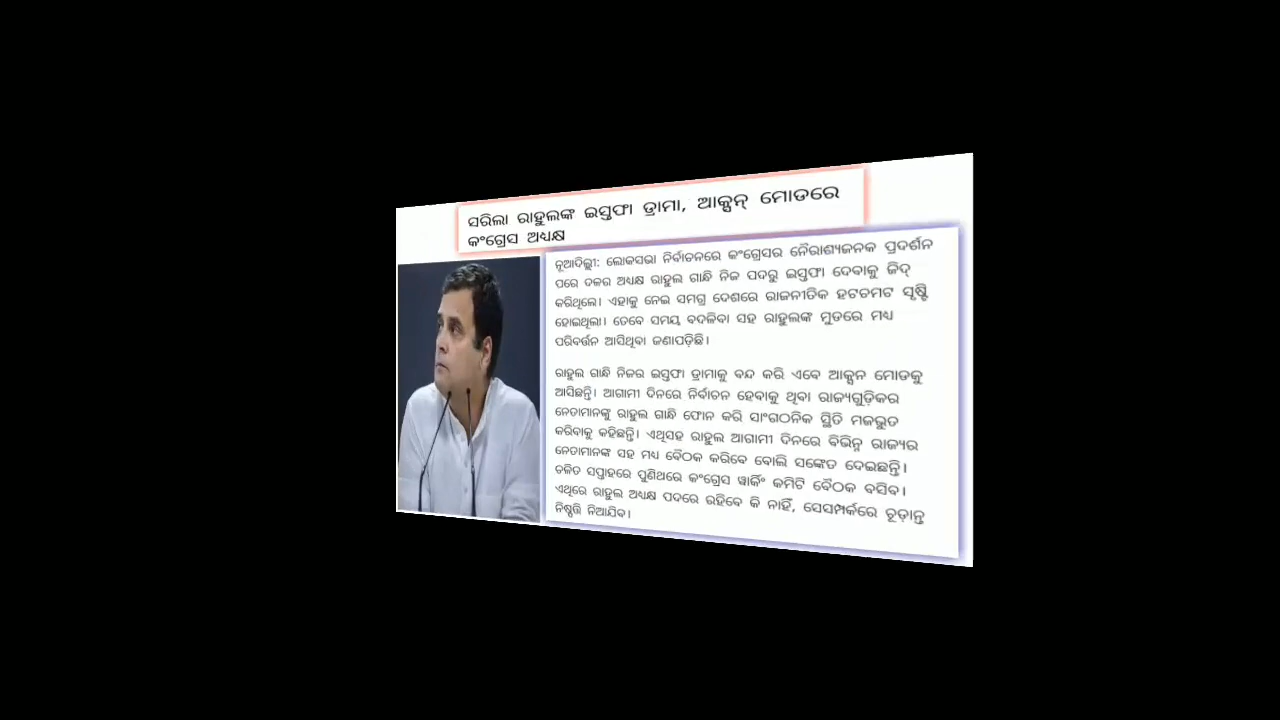 ସରିଲା ରାହୁଲଙ୍କ ଇସ୍ତଫା ଡ୍ରାମା, ଆକ୍ସନ୍ ମୋଡରେ
କଂଗ୍ରେସ ଅଧ୍ୟକ୍ଷ
ନୂଆଦିଲ୍ଲୀ: ଲୋକସଭା ନିର୍ବାଚନରେ କଂଗ୍ରେସର ନୈରାଶ୍ୟଜନକ ପ୍ରଦର୍ଶନ
ପରେ ଦଳର ଅଧ୍ୟକ୍ଷ ରାହୁଲ ଗାନ୍ଧି ନିଜ ପଦରୁ ଇସ୍ତଫା ଦେବାକୁ ଜିଦ୍
କରିଥିଲେ। ଏହାକୁ ନେଇ ସମଗ୍ର ଦେଶରେ ରାଜନୀତିକ ହଟଚମଟ ସୃଷ୍ଟି
ହୋଇଥିଲା। ତେବେ ସମୟ ବଦଳିବା ସହ ରାହୁଲଙ୍କ ମୁଡରେ ମଧ୍ୟ
ପରିବର୍ତ୍ତନ ଆସିଥିବା ଜଣାପଡ଼ିଛି।
ରାହୁଲ ଗାନ୍ଧି ନିଜର ଇସ୍ତଫା ଡ୍ରାମାକୁ ବନ୍ଦ କରି ଏବେ ଆକ୍ସନ ମୋଡକୁ
ଆସିଛନ୍ତି। ଆଗାମୀ ଦିନରେ ନିର୍ବାଚନ ହେବାକୁ ଥିବା ରାଜ୍ୟଗୁଡ଼ିକର
ନେତାମାନଙ୍କୁ ରାହୁଲ ଗାନ୍ଧି ଫୋନ କରି ସାଂଗଠନିକ ସ୍ଥିତି ମଜଭୁତ
କରିବାକୁ କହିଛନ୍ତି। ଏଥିସହ ରାହୁଲ ଆଗାମୀ ଦିନରେ ବିଭିନ୍ନ ରାଜ୍ୟର
ନେତାମାନଙ୍କ ସହ ମଧ୍ୟ ବୈଠକ କରିବେ ବୋଲି ସଙ୍କେତ ଦେଇଛନ୍ତି।
ଚଳିତ ସପ୍ତାହରେ ପୁଣିଥରେ କଂଗ୍ରେସ ୱାର୍କିଂ କମିଟି ବୈଠକ ବସିବ।
ଏଥିରେ ରାହୁଲ ଅଧ୍ୟକ୍ଷ ପଦରେ ରହିବେ କି ନାହିଁ, ସେସମ୍ପର୍କରେ ଚୂଡ଼ାନ୍ତ
ନିଷ୍ପତ୍ତି ନିଆଯିବ।